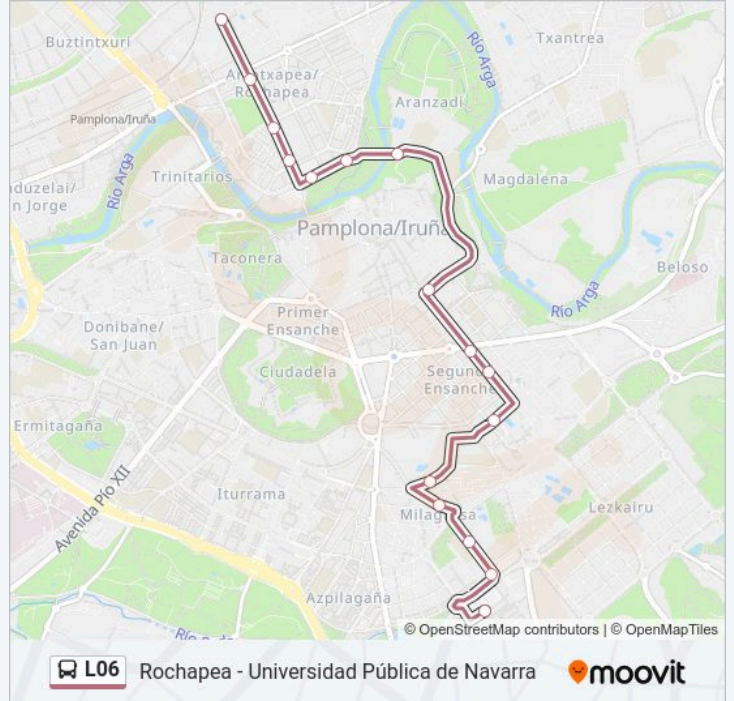 Buztintxuri
Río Arga
Txantrea
Rochapea
Aranzadi
Pamplona/Iruña
Río Arga
Trinitarios
Magdalena
n Jorge
Pamplona/Iruña
Taconera
Beloso
Río Arga
Primer
Ensanche
Donibane/
San Juan
Ciudadela
Segundo
Ensanche
Ermitagaña
Avenida Pío XII
Iturrama
Milagrosa
Lezkairu
Azpilagaña
© OpenStreetMap contributors | © OpenMapTiles
L06 Rochapea - Universidad Pública de Navarra moovit